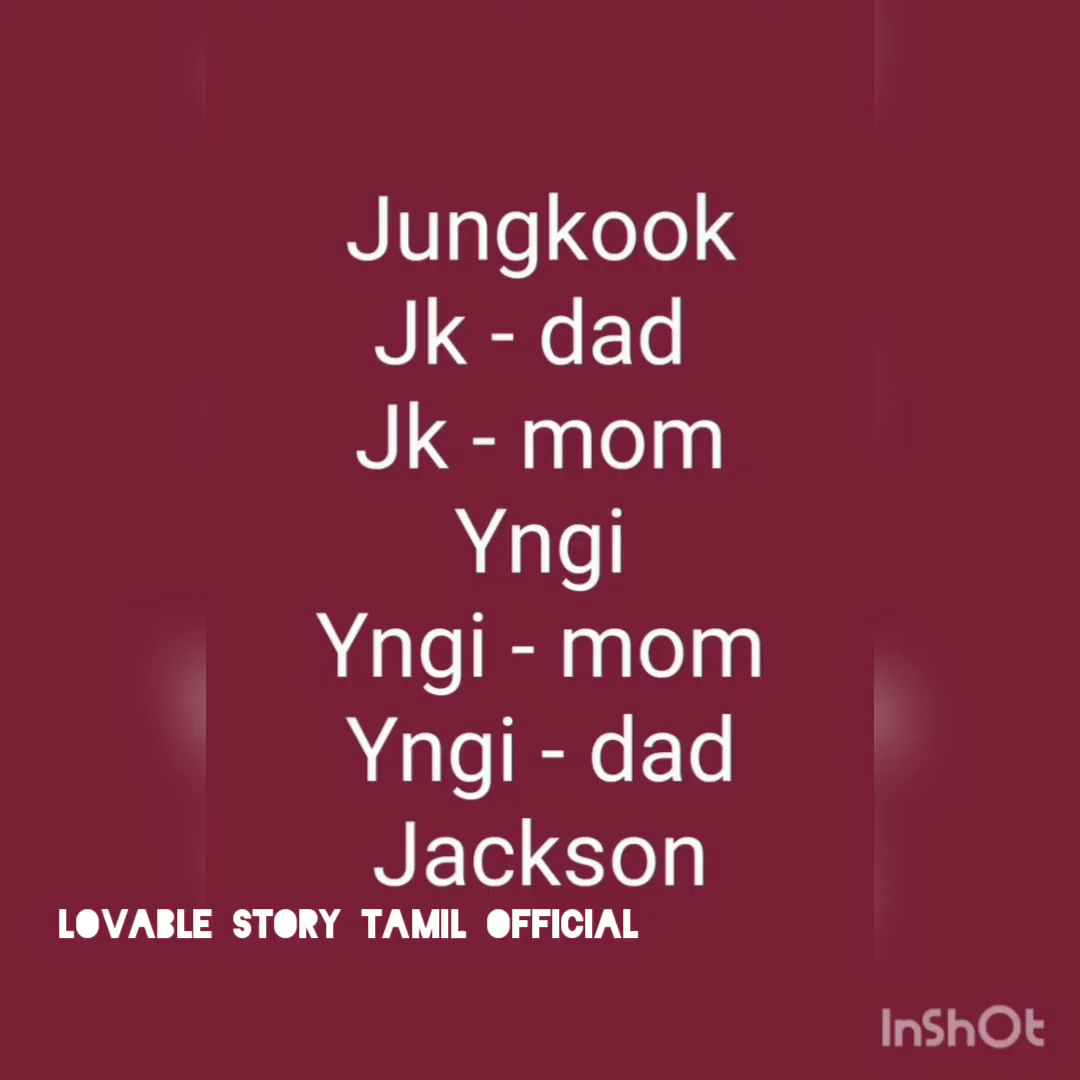 Jungkook
Jk - dad
Jk - mom
Yngi
Yngi - mom
Yngi - dad
Jackson
LOVABLE STORY TAMIL OFFICIAL
InShOt